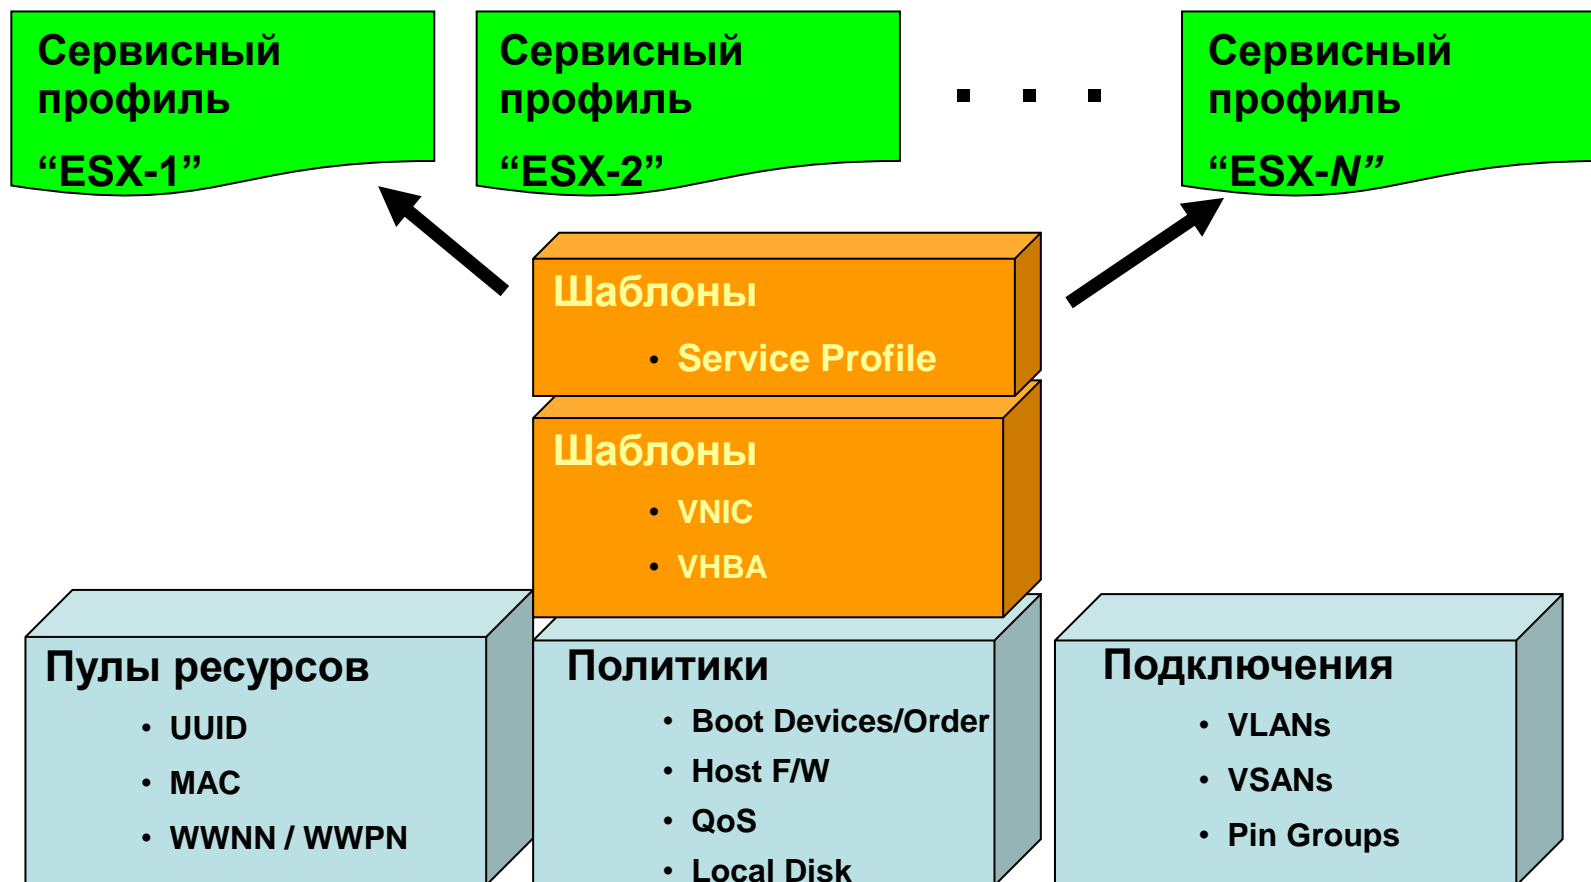 Сервисный
профиль
“ESX-1”
Сервисный
профиль
“ESX-2”
. . .
Сервисный
профиль
“ESX-N”
Шаблоны
• Service Profile
Шаблоны
• VNIC
• VHBA
Пулы ресурсов
• UUID
• MAC
• WWNN / WWPN
Политики
• Boot Devices/Order
• Host F/W
• QoS
• Local Disk
Подключения
• VLANs
• VSANs
• Pin Groups